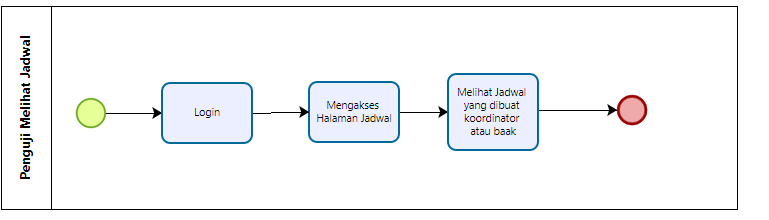 Penguji Melihat Jadwal
Login
Mengakses
Halaman Jadwal
Melihat Jadwal
yang dibuat
koordinator
atau baak